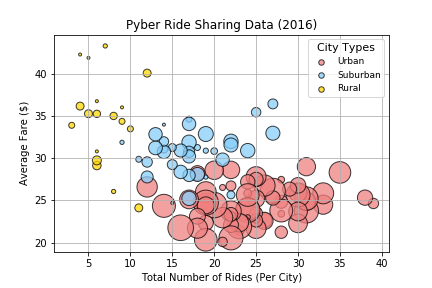 Pyber Ride Sharing Data (2016)
City Types
Urban
Suburban
Rural
Average Fare ($)
40
35
30
25
20
5 10 15 20 25 30 35 40
Total Number of Rides (Per City)